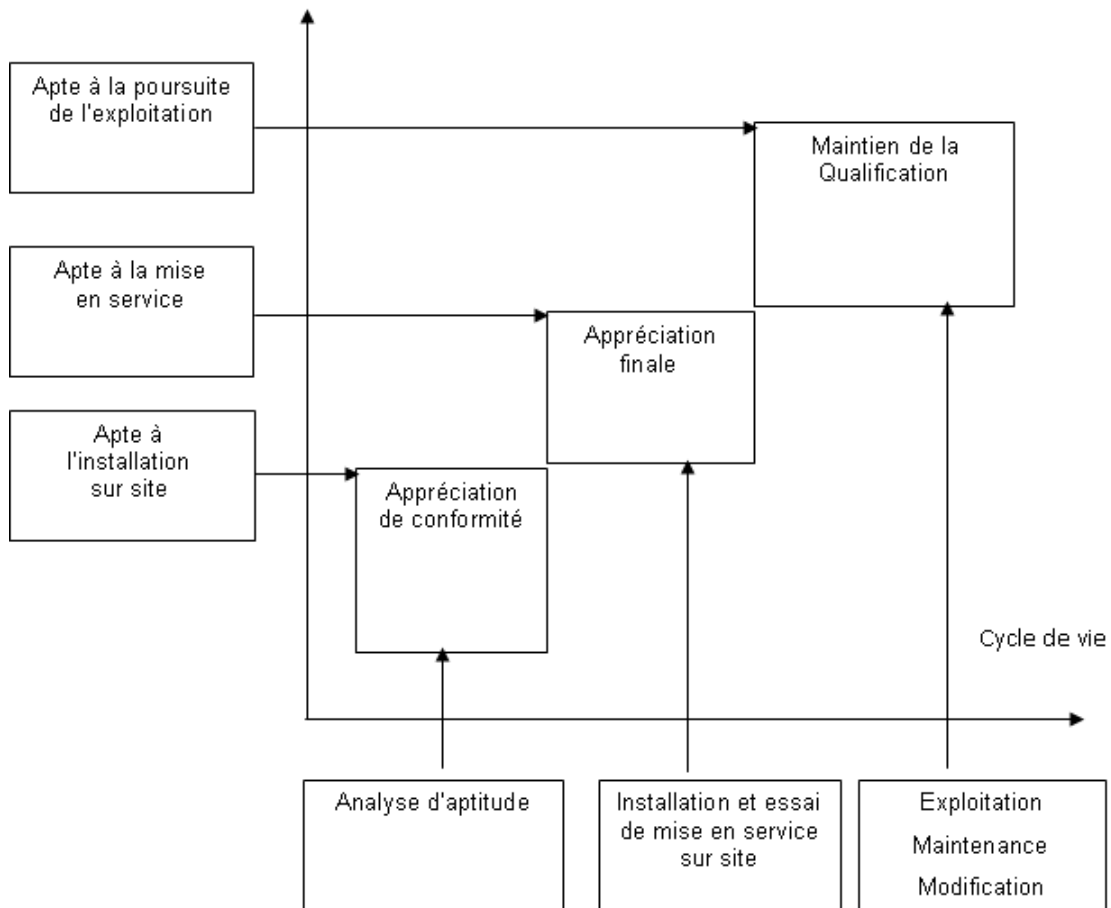 Apte à la poursuite
de l'exploitation
Maintien de la
Qualification
Apte à la mise
en service
Appréciation
finale
Apte à
l'installation
sur site
Appréciation
de conformité
Cycle de vie
Analyse d'aptitude
Installation et essai
de mise en service
sur site
Exploitation
Maintenance
Modification